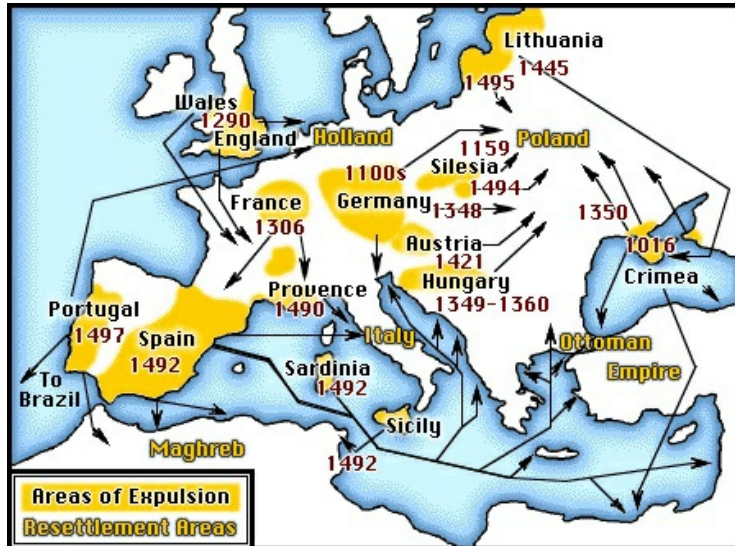 Lithuania
1445
1495
Wales
1290
England
Holland
1159
Poland
1100s
Silesia
1494
France
Germany
1348
1306
1350
Austria
1421
1016
Crimea
Provence
1490
Hungary
1349-1360
Portugal
1497
Spain
1492
Italy
Ottoman
Empire
Sardinia
1492
To
Brazil
Sicily
Maghreb
1492
Areas of Expulsion
Resettlement Areas